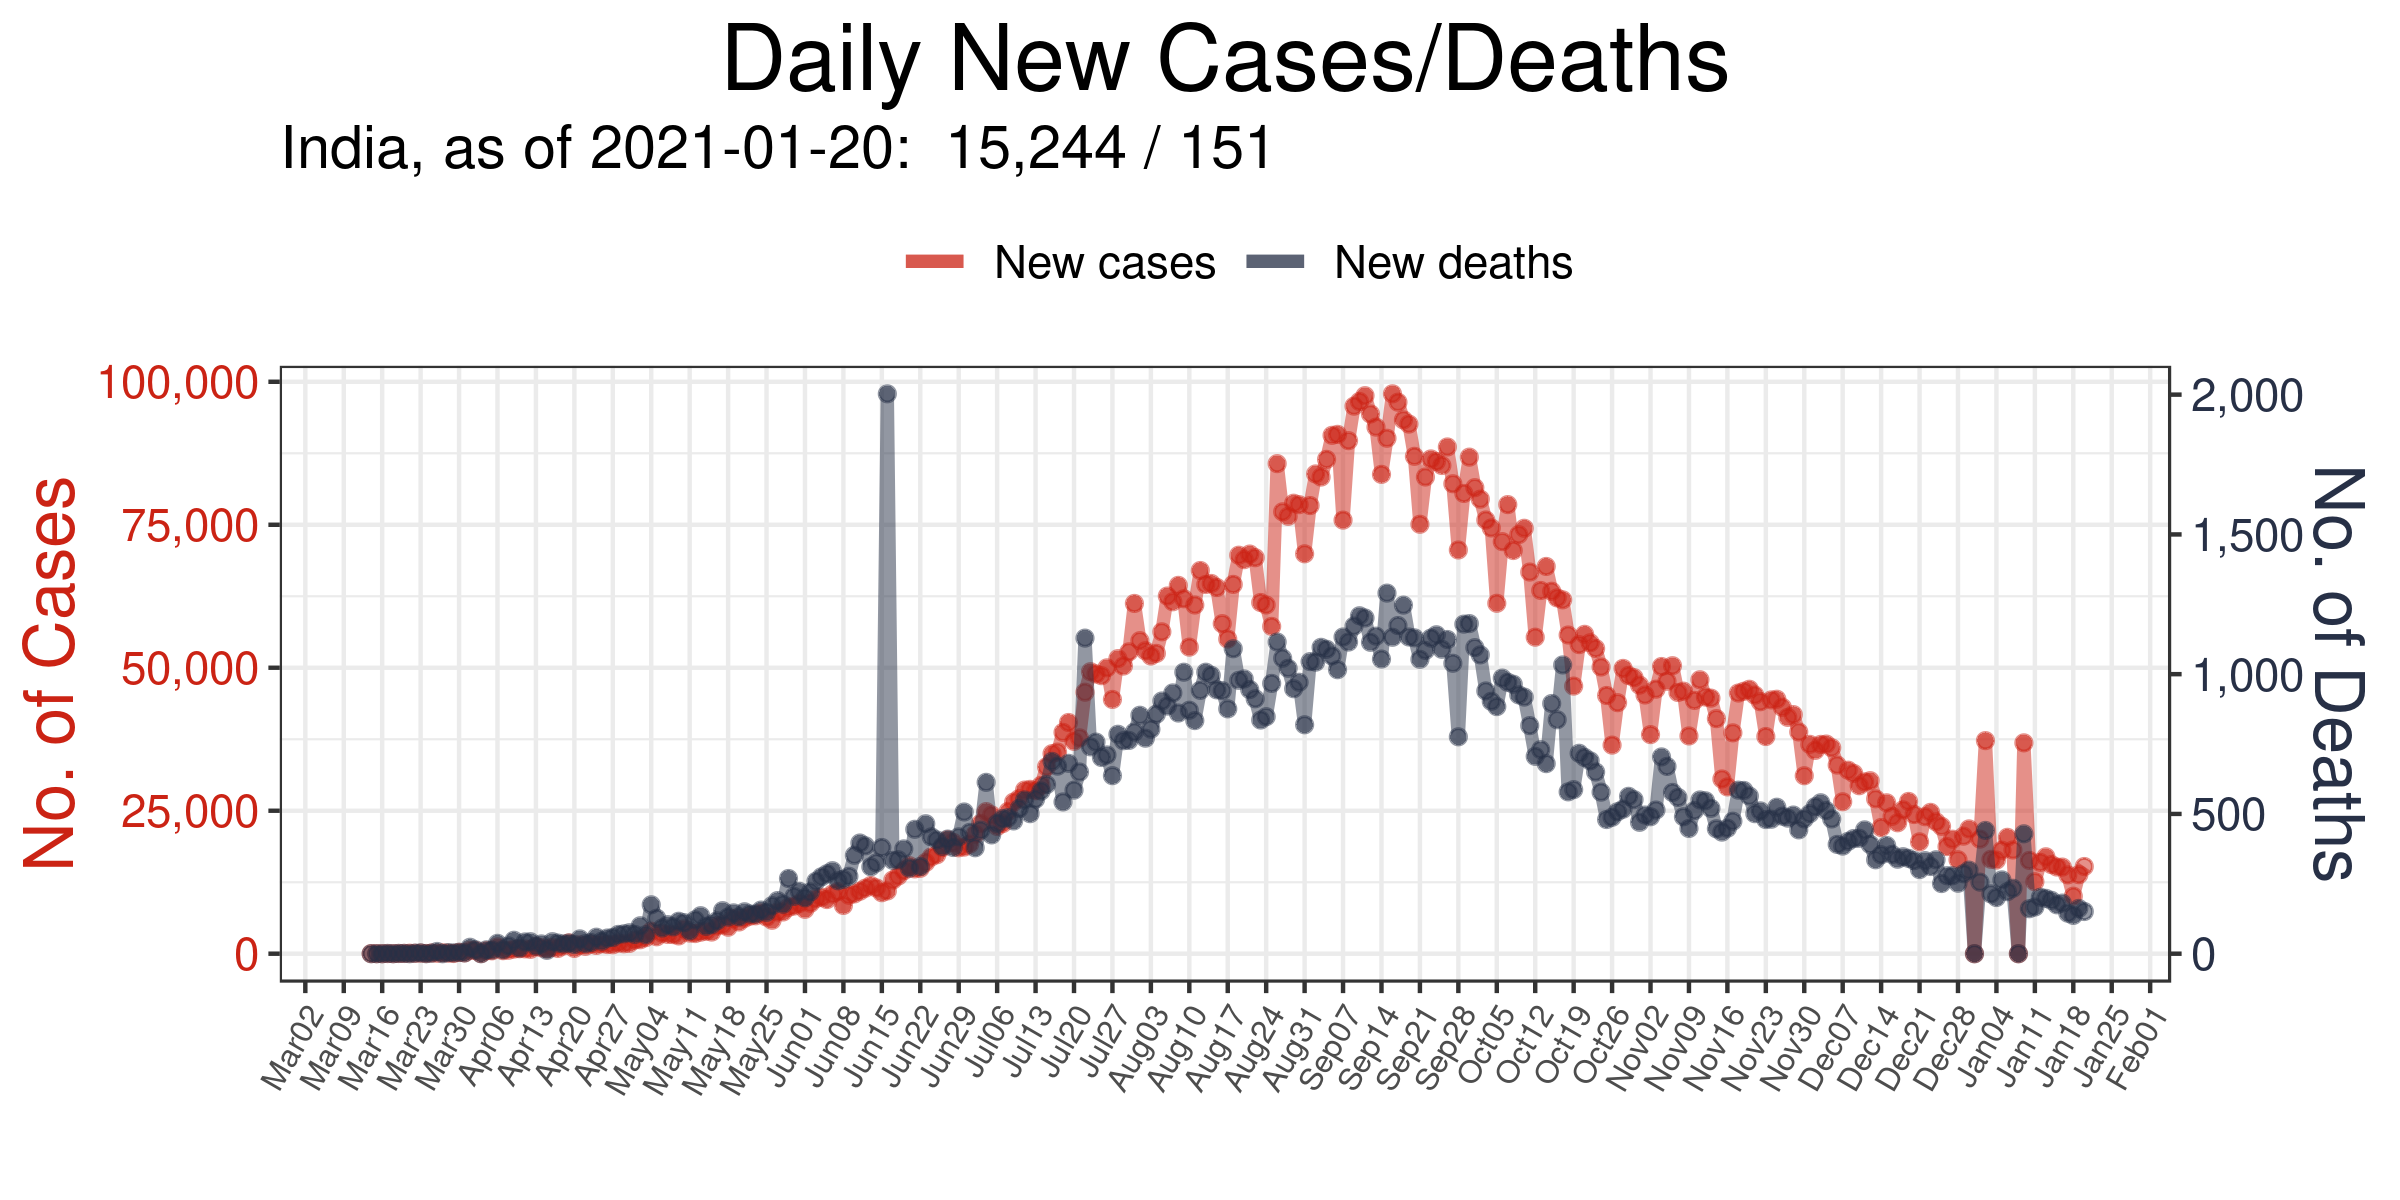 Daily New Cases/Deaths
India, as of 2021-01-20:  15,244 / 151
New cases New deaths
No. of Cases
100,000
75,000
50,000
25,000
0
2,000
1,500
1,000
500
0
No. of Deaths
Mar02 Mar09 Mar16 Mar23 Mar30 Apr06 Apr13 Apr20 Apr27 May04 May11 May18 May25 Jun01 Jun08 Jun15 Jun22 Jun29 Jul06 Jul13 Jul20 Jul27 Aug03 Aug10 Aug17 Aug24 Aug31 Sep07 Sep14 Sep21 Sep28 Oct05 Oct12 Oct19 Oct26 Nov02 Nov09 Nov16 Nov23 Nov30 Dec07 Dec14 Dec21 Dec28 Jan04 Jan11 Jan18 Jan25 Feb01